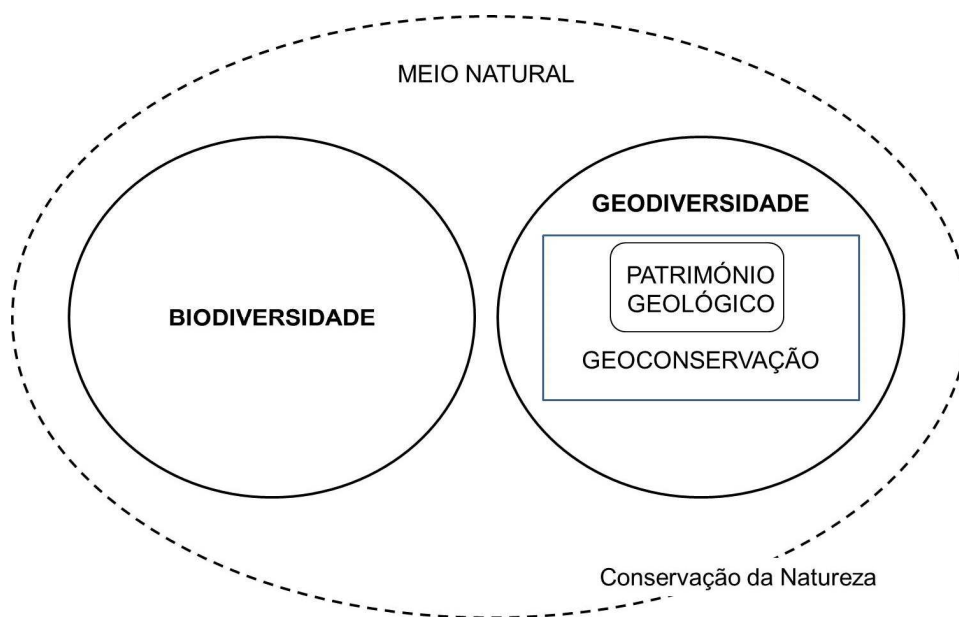 MEIO NATURAL
BIODIVERSIDADE
GEODIVERSIDADE
PATRIMÓNIO
GEOLÓGICO
GEOCONSERVAÇÃO
Conservação da Natureza